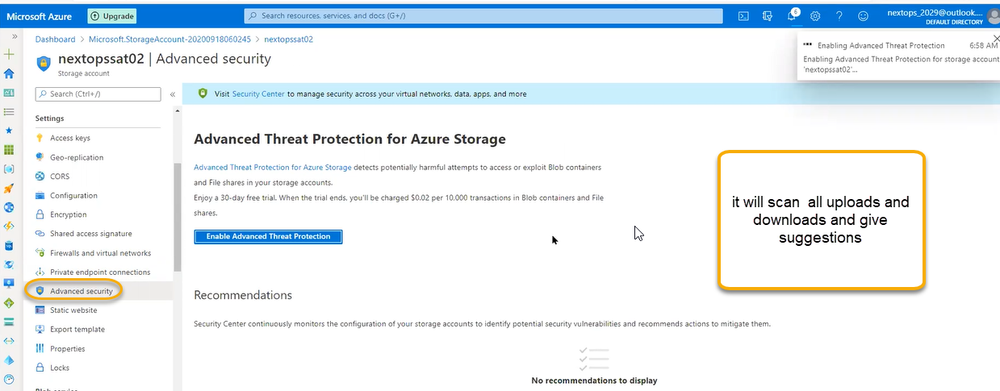 Microsoft Azure
Upgrade
Search resources, services, and docs (G+/)
6
nextops_2029@outlook....
DEFAULT DIRECTORY
Dashboard > Microsoft.StorageAccount-20200918060245 > nextopssat02
nextopssat02 | Advanced security
Storage account
Enabling Advanced Threat Protection 6:58 AM
Enabling Advanced Threat Protection for storage account
'nextopssat02'...
Search (Ctrl+/)
Settings
Access keys
Geo-replication
CORS
Configuration
Encryption
Shared access signature
Firewalls and virtual networks
Private endpoint connections
Advanced security
Static website
Export template
Properties
Locks
Visit Security Center to manage security across your virtual networks, data, apps, and more
Advanced Threat Protection for Azure Storage
Advanced Threat Protection for Azure Storage detects potentially harmful attempts to access or exploit Blob containers
and File shares in your storage accounts.
Enjoy a 30-day free trial. When the trial ends, you'll be charged $0.02 per 10,000 transactions in Blob containers and File
shares.
Enable Advanced Threat Protection
Recommendations
Security Center continuously monitors the configuration of your storage accounts to identify potential security vulnerabilities and recommends actions to mitigate them.
No recommendations to display
it will scan all uploads and
downloads and give
suggestions